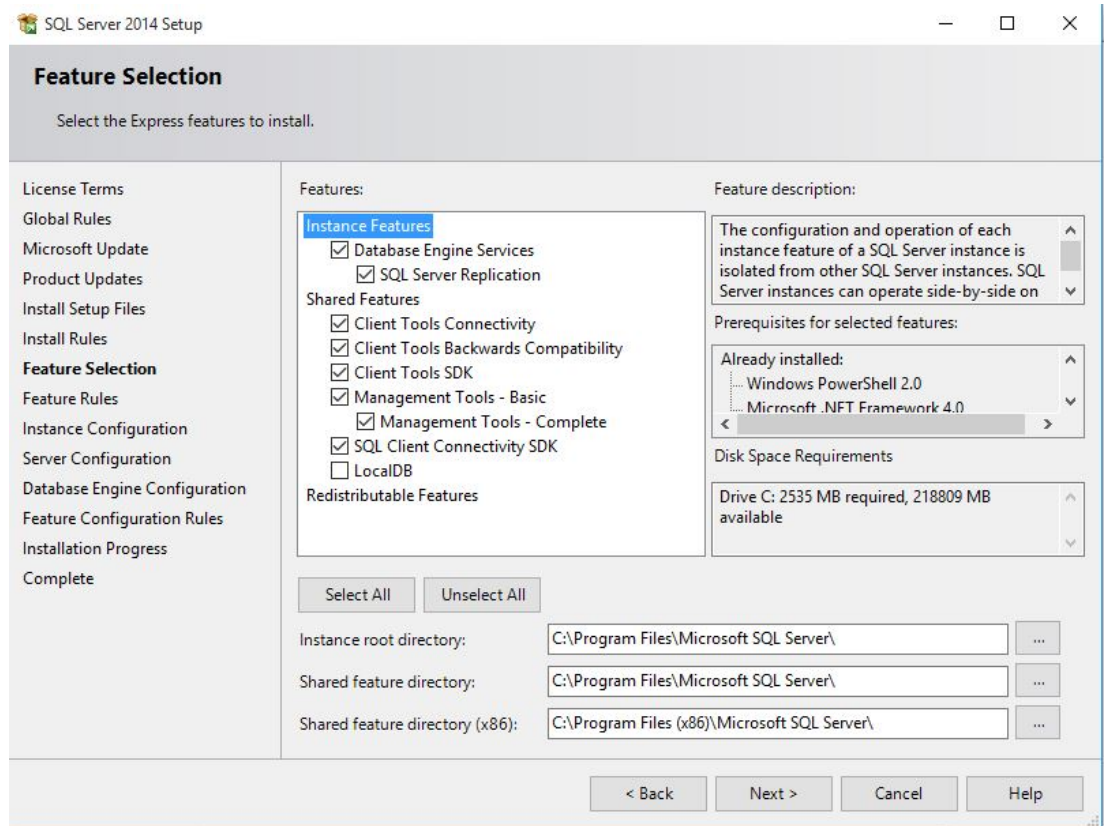 SQL Server 2014 Setup
Feature Selection
Select the Express features to install.
License Terms
Global Rules
Microsoft Update
Product Updates
Install Setup Files
Install Rules
Feature Selection
Feature Rules
Instance Configuration
Server Configuration
Database Engine Configuration
Feature Configuration Rules
Installation Progress
Complete
Features:
Instance Features
Database Engine Services
SQL Server Replication
Shared Features
Client Tools Connectivity
Client Tools Backwards Compatibility
Client Tools SDK
Management Tools - Basic
Management Tools - Complete
SQL Client Connectivity SDK
LocalDB
Redistributable Features
Feature description:
The configuration and operation of each
instance feature of a SQL Server instance is
isolated from other SQL Server instances. SQL
Server instances can operate side-by-side on
Prerequisites for selected features:
Already installed:
Windows PowerShell 2.0
Microsoft .NET Framework 4.0
Disk Space Requirements
Drive C: 2535 MB required, 218809 MB
available
Select All
Unselect All
Instance root directory:
C:\Program Files\Microsoft SQL Server\
...
Shared feature directory:
C:\Program Files\Microsoft SQL Server\
...
Shared feature directory (x86):
C:\Program Files (x86)\Microsoft SQL Server\
...
< Back
Next >
Cancel
Help